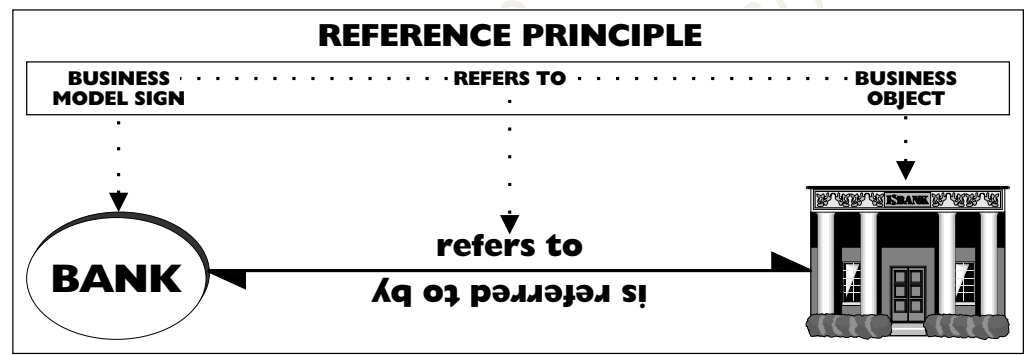 REFERENCE PRINCIPLE
BUSINESS MODEL SIGN
REFERS TO
BUSINESS OBJECT
BANK
refers to
is referred to by
BANK